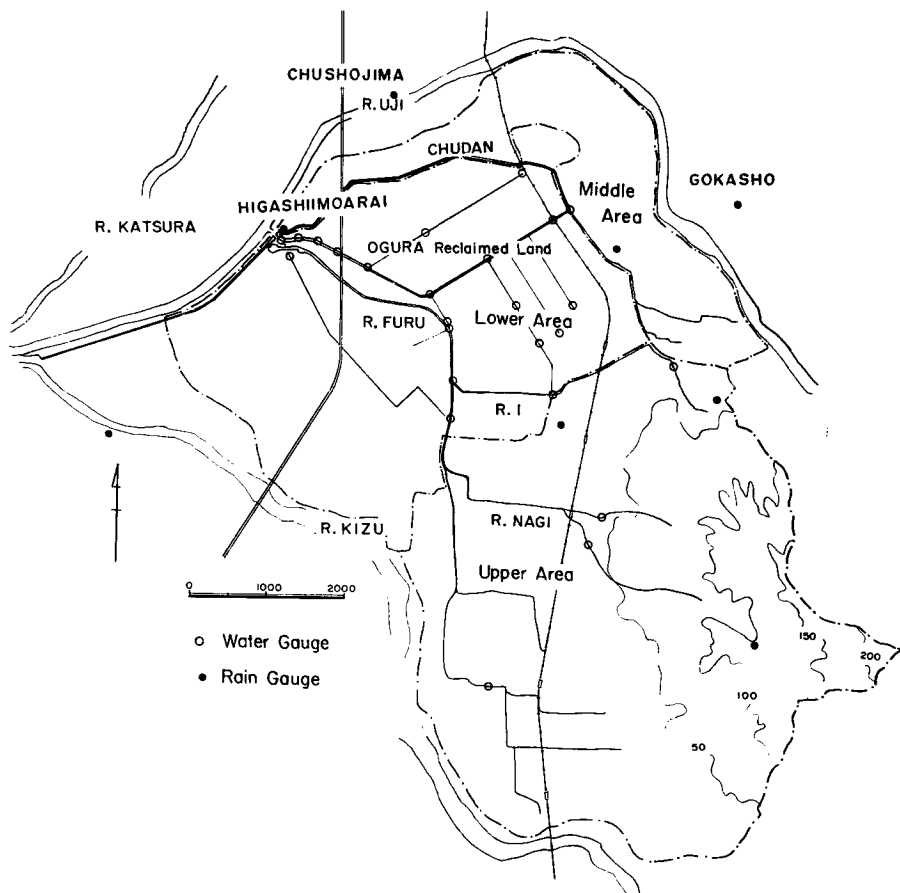 CHUSHOJIMA
R. UJI
CHUDAN
Middle
Area
GOKASHO
HIGASHIIMOARAI
R. KATSURA
OGURA Reclaimed Land
R. FURU
Lower Area
R. I
R. NAGI
R. KIZU
Upper Area
0 1000 2000
○ Water Gauge
● Rain Gauge
150
200
100
50